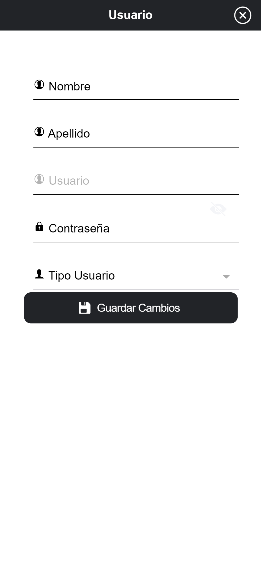 Usuario
Nombre
Apellido
Usuario
Contraseña
Tipo Usuario
Guardar Cambios